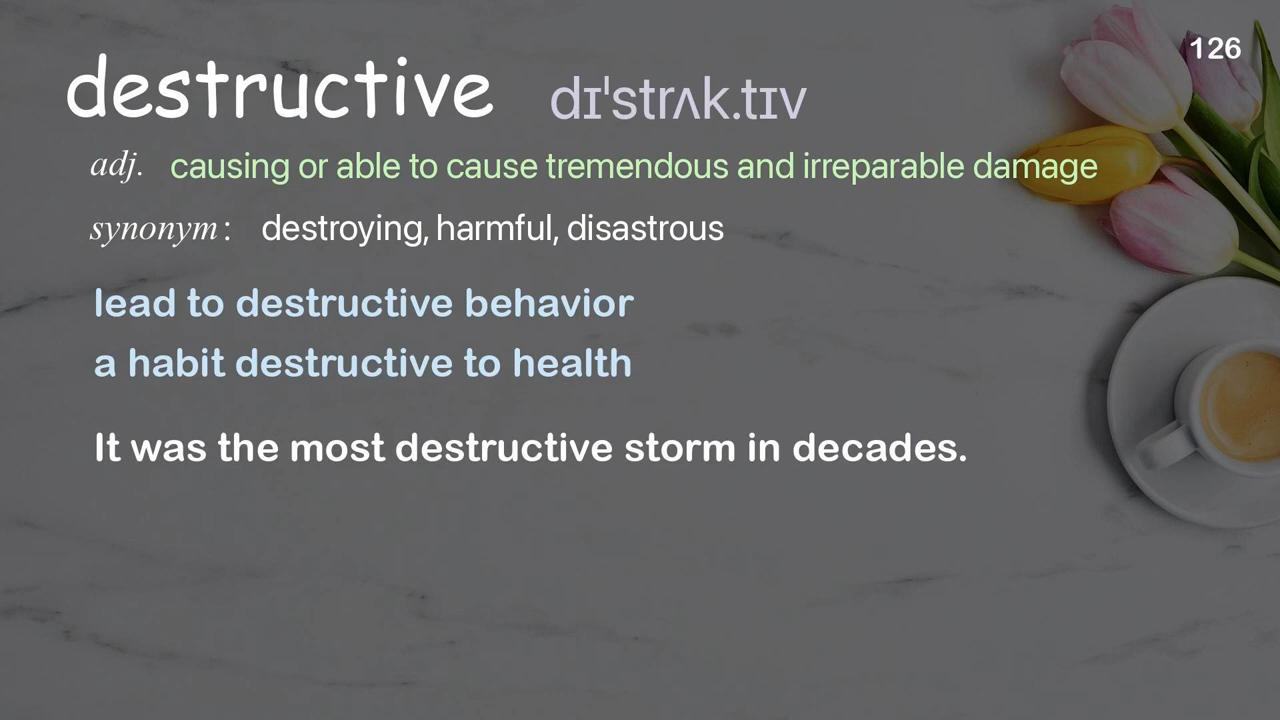 126
destructive dɪˈstrʌk.tɪv
adj. causing or able to cause tremendous and irreparable damage
synonym : destroying, harmful, disastrous
lead to destructive behavior
a habit destructive to health
It was the most destructive storm in decades.